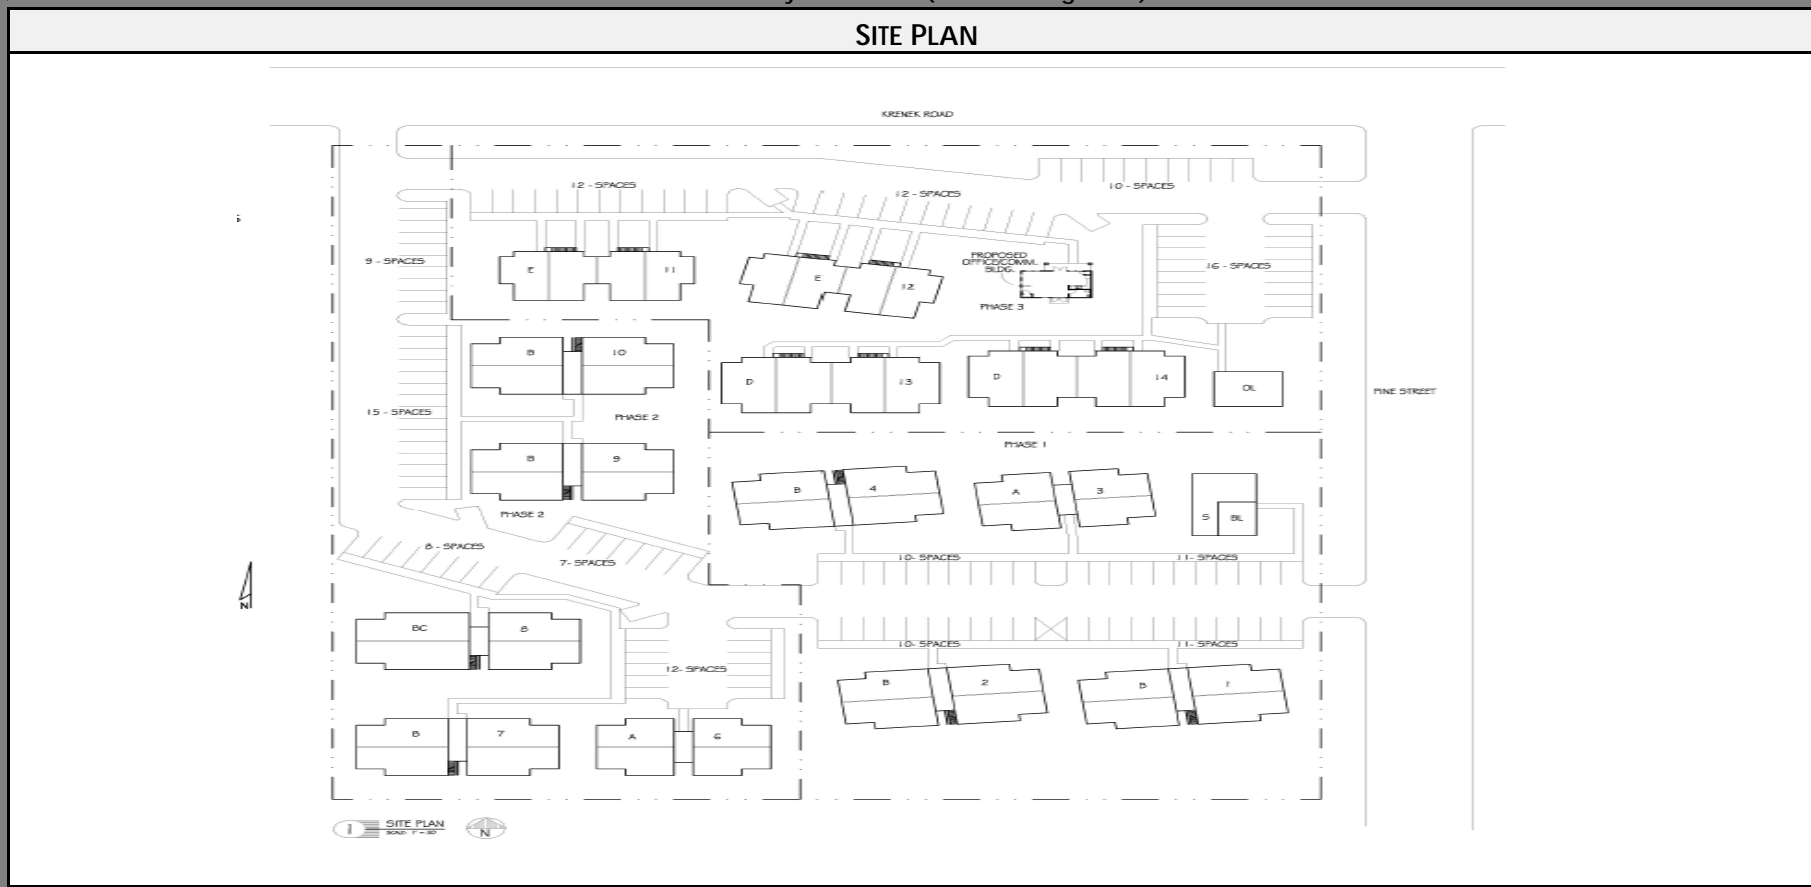 SITE PLAN
KRENEK ROAD
12 - SPACES
12 - SPACES
10 - SPACES
9 - SPACES
E
11
E
12
PROPOSED
OFFICE/COMM.
BLDG.
16 - SPACES
PHASE 3
B
10
D
13
D
14
OL
PINE STREET
15 - SPACES
PHASE 2
PHASE 1
B
9
B
4
A
3
5
BL
PHASE 2
8 - SPACES
7 - SPACES
10 - SPACES
11 - SPACES
N
BC
8
12 - SPACES
10 - SPACES
11 - SPACES
B
2
B
1
B
7
A
6
1
SITE PLAN
N